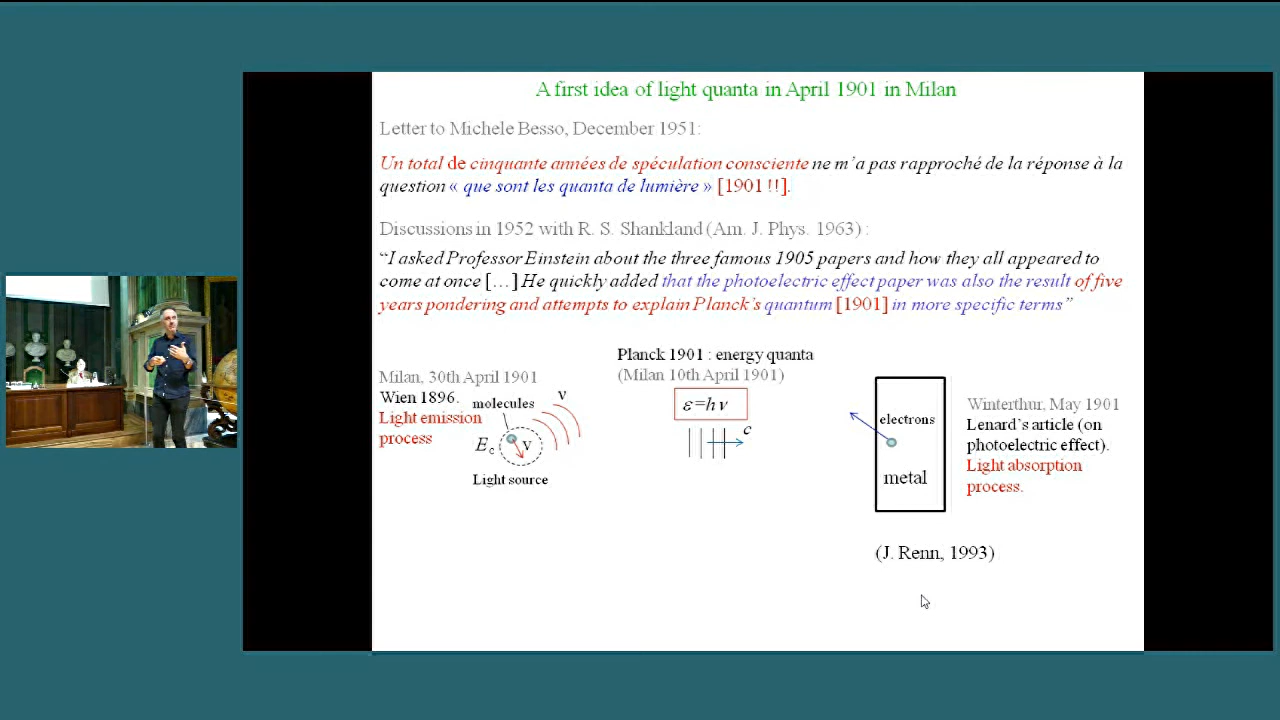 A first idea of light quanta in April 1901 in Milan
Letter to Michele Besso, December 1951:
Un total de cinquante années de spéculation consciente ne m'a pas rapproché de la réponse à la
question « que sont les quanta de lumière » [1901 !!].
Discussions in 1952 with R. S. Shankland (Am. J. Phys. 1963) :
“I asked Professor Einstein about the three famous 1905 papers and how they all appeared to
come at once […] He quickly added that the photoelectric effect paper was also the result of five
years pondering and attempts to explain Planck's quantum [1901] in more specific terms”
Planck 1901 : energy quanta
(Milan 10th April 1901)
ε=hν
c
Milan, 30th April 1901
Wien 1896.
Light emission
process
molecules
ν
E_c
v
Light source
electrons
metal
Winterthur, May 1901
Lenard's article (on
photoelectric effect).
Light absorption
process.
(J. Renn, 1993)